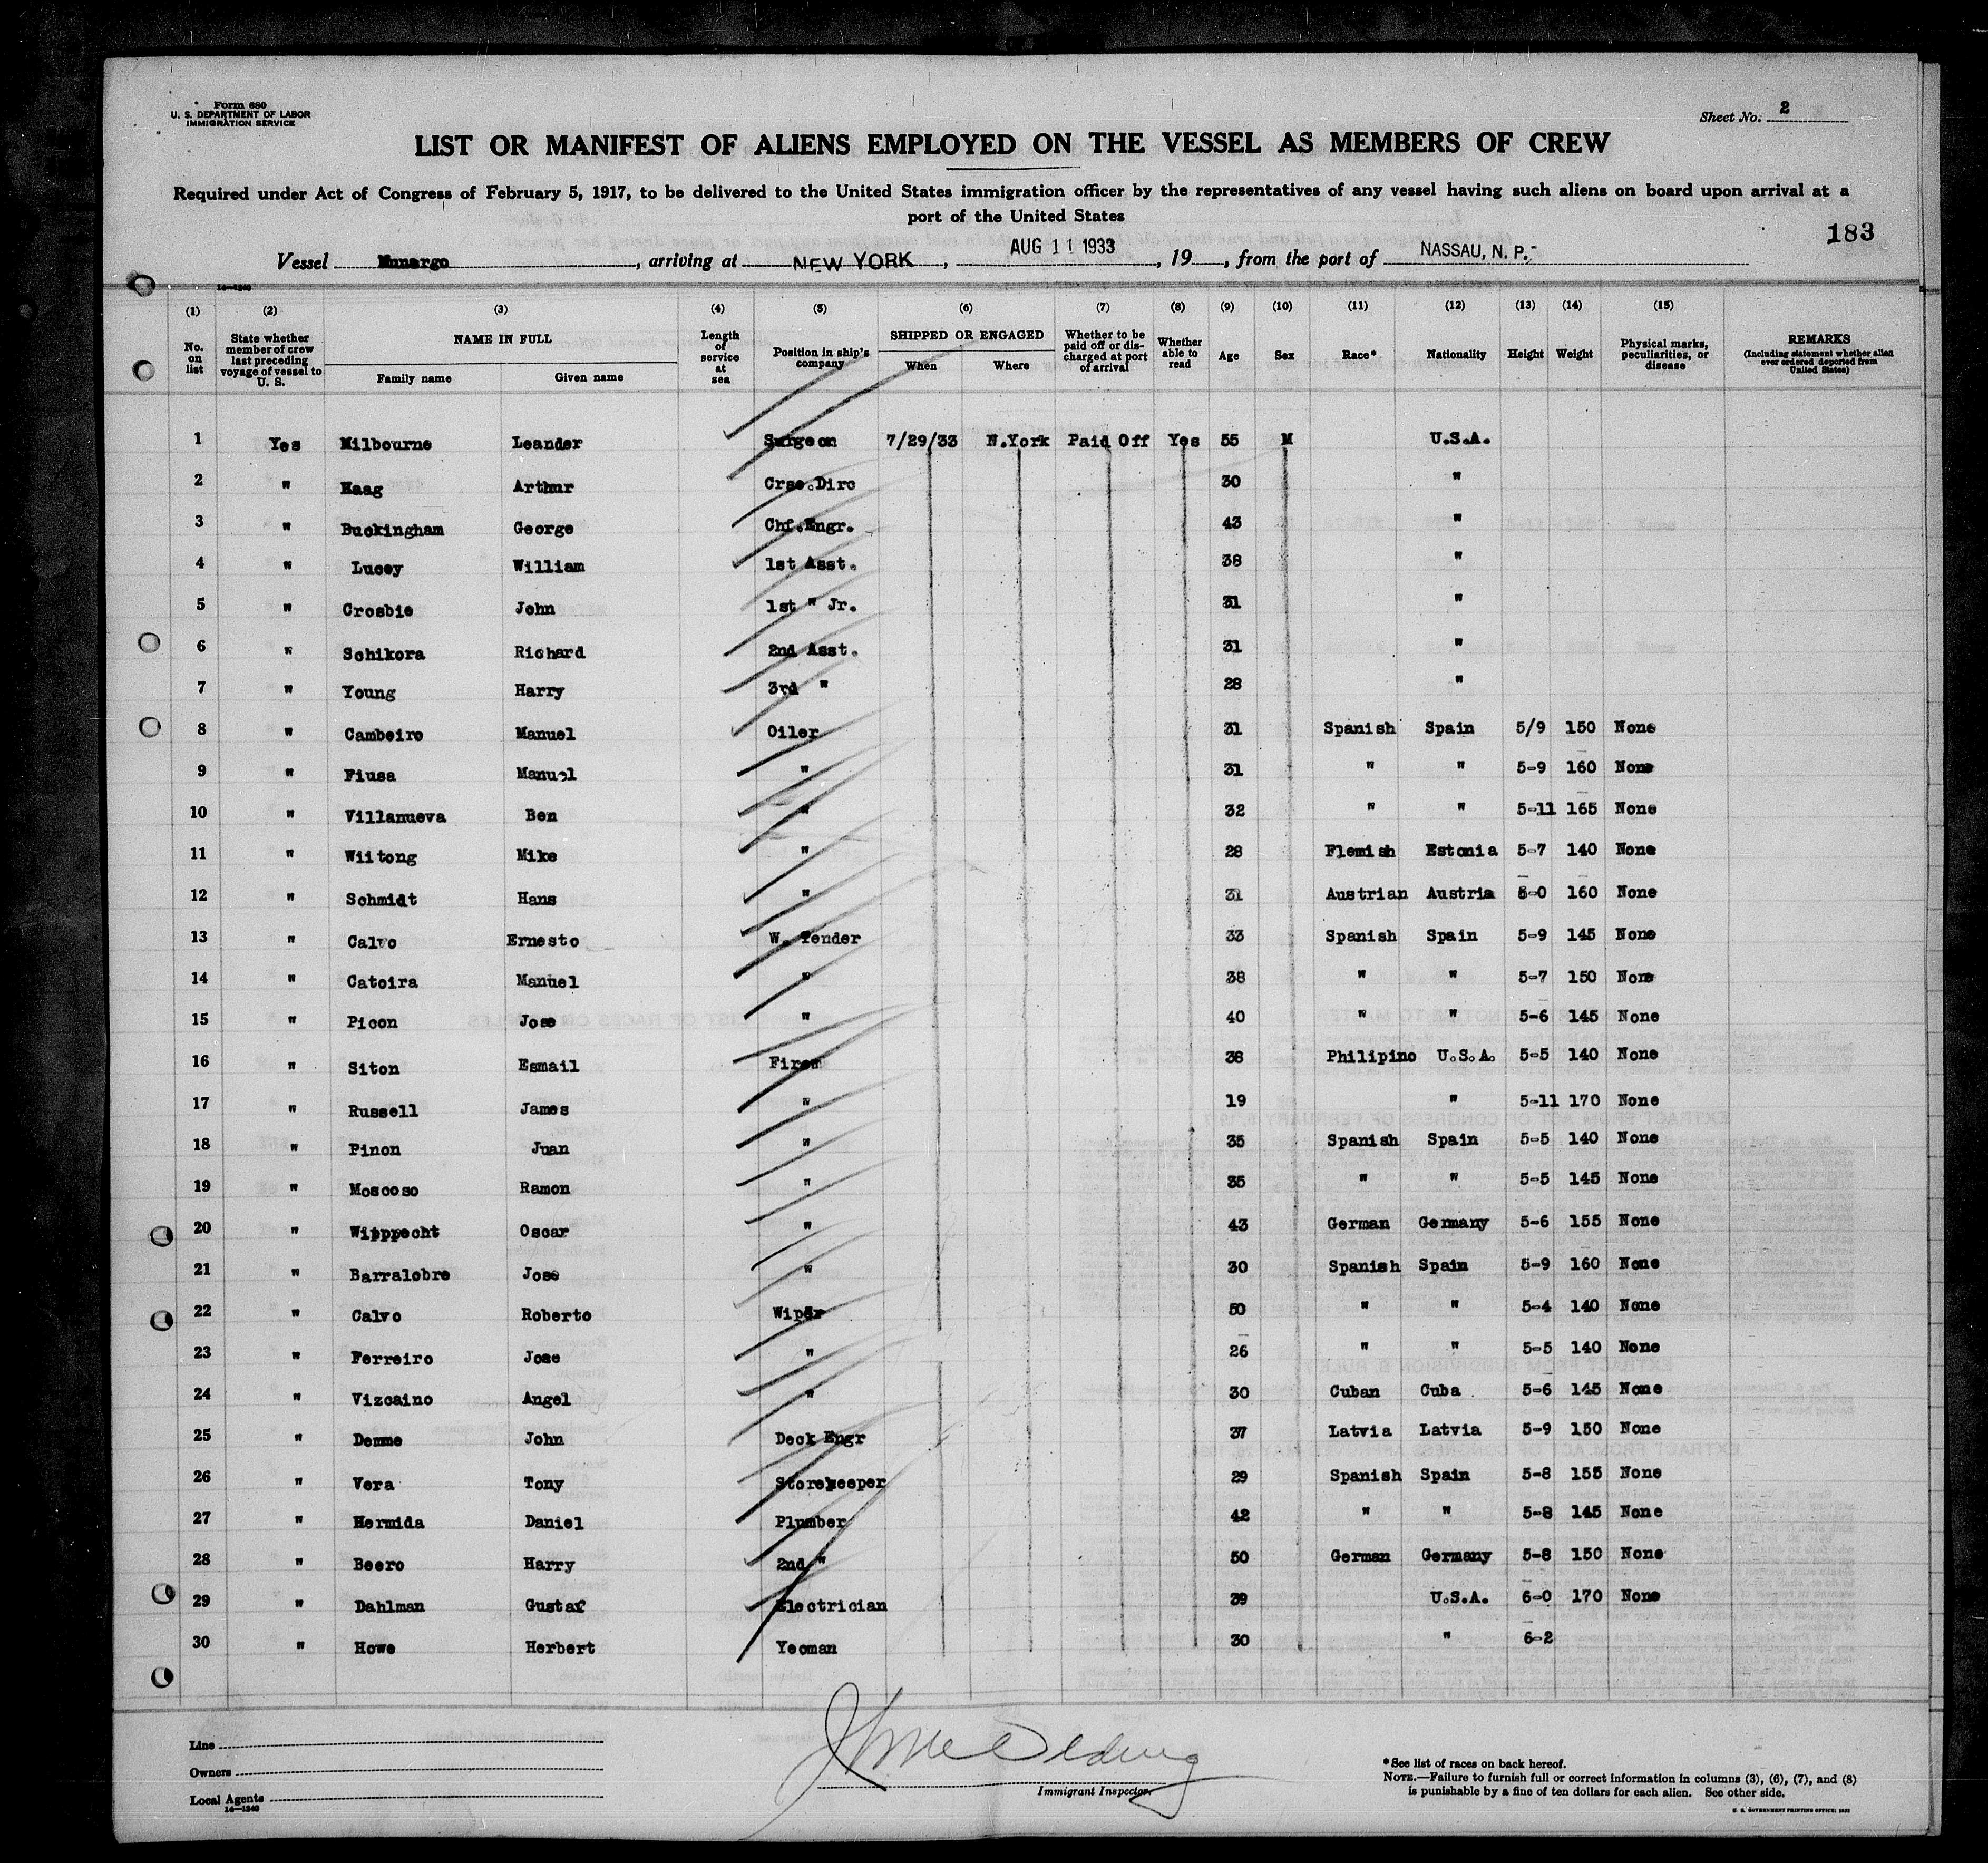 Form 680
U. S. DEPARTMENT OF LABOR
IMMIGRATION SERVICE
Sheet No. 2
LIST OR MANIFEST OF ALIENS EMPLOYED ON THE VESSEL AS MEMBERS OF CREW
Required under Act of Congress of February 5, 1917, to be delivered to the United States immigration officer by the representatives of any vessel having such aliens on board upon arrival at a
port of the United States
183
Vessel Munargo, arriving at NEW YORK, AUG 11 1933, 19, from the port of NASSAU, N. P.
14—1240
(1) (2) (3) (4) (5) (6) (7) (8) (9) (10) (11) (12) (13) (14) (15)
No. on list State whether member of crew last preceding voyage of vessel to U. S. NAME IN FULL Family name Given name Length of service at sea Position in ship's company SHIPPED OR ENGAGED When Where Whether to be paid off or discharged at port of arrival Whether able to read Age Sex Race* Nationality Height Weight Physical marks, peculiarities, or disease REMARKS (Including statement whether alien ever ordered deported from United States)
1 Yes Milbourne Leander Surgeon 7/29/33 N.York Paid Off Yes 55 M U.S.A.
2 " Haag Arthur Crse.Dirc 30 "
3 " Buckingham George Chf.Engr. 43 "
4 " Lucey William 1st Asst. 38 "
5 " Crosbie John 1st " Jr. 31 "
6 " Schikora Richard 2nd Asst. 31 "
7 " Young Harry 3rd " 28 "
8 " Cambeiro Manuel Oiler 31 Spanish Spain 5/9 150 None
9 " Fiusa Manuel " 31 " " 5-9 160 None
10 " Villanueva Ben " 32 " " 5-11 165 None
11 " Wiitong Mike " 28 Flemish Estonia 5-7 140 None
12 " Schmidt Hans " 31 Austrian Austria 6-0 160 None
13 " Calvo Ernesto W. Tender 33 Spanish Spain 5-9 145 None
14 " Catoira Manuel " 38 " " 5-7 150 None
15 " Picon Jose " 40 " " 5-6 145 None
16 " Siton Esmail Firem 38 Philipino U.S.A. 5-5 140 None
17 " Russell James " 19 " 5-11 170 None
18 " Pinon Juan " 35 Spanish Spain 5-5 140 None
19 " Moscoso Ramon " 35 " " 5-5 145 None
20 " Wippecht Oscar " 43 German Germany 5-6 155 None
21 " Barralobre Jose " 30 Spanish Spain 5-9 160 None
22 " Calvo Roberto Wiper 50 " " 5-4 140 None
23 " Ferreiro Jose " 26 " " 5-5 140 None
24 " Vizcaino Angel " 30 Cuban Cuba 5-6 145 None
25 " Demme John Deck Engr 37 Latvia Latvia 5-9 150 None
26 " Vera Tony Storekeeper 29 Spanish Spain 5-8 155 None
27 " Hermida Daniel Plumber 42 " " 5-8 145 None
28 " Beero Harry 2nd " 50 German Germany 5-8 150 None
29 " Dahlman Gustaf Electrician 39 U.S.A. 6-0 170 None
30 " Howe Herbert Yeoman 30 " 6-2
Line
Owners
Local Agents
14—1240
Immigrant Inspector.
*See list of races on back hereof.
NOTE.—Failure to furnish full or correct information in columns (3), (6), (7), and (8)
is punishable by a fine of ten dollars for each alien. See other side.
U. S. GOVERNMENT PRINTING OFFICE: 1932